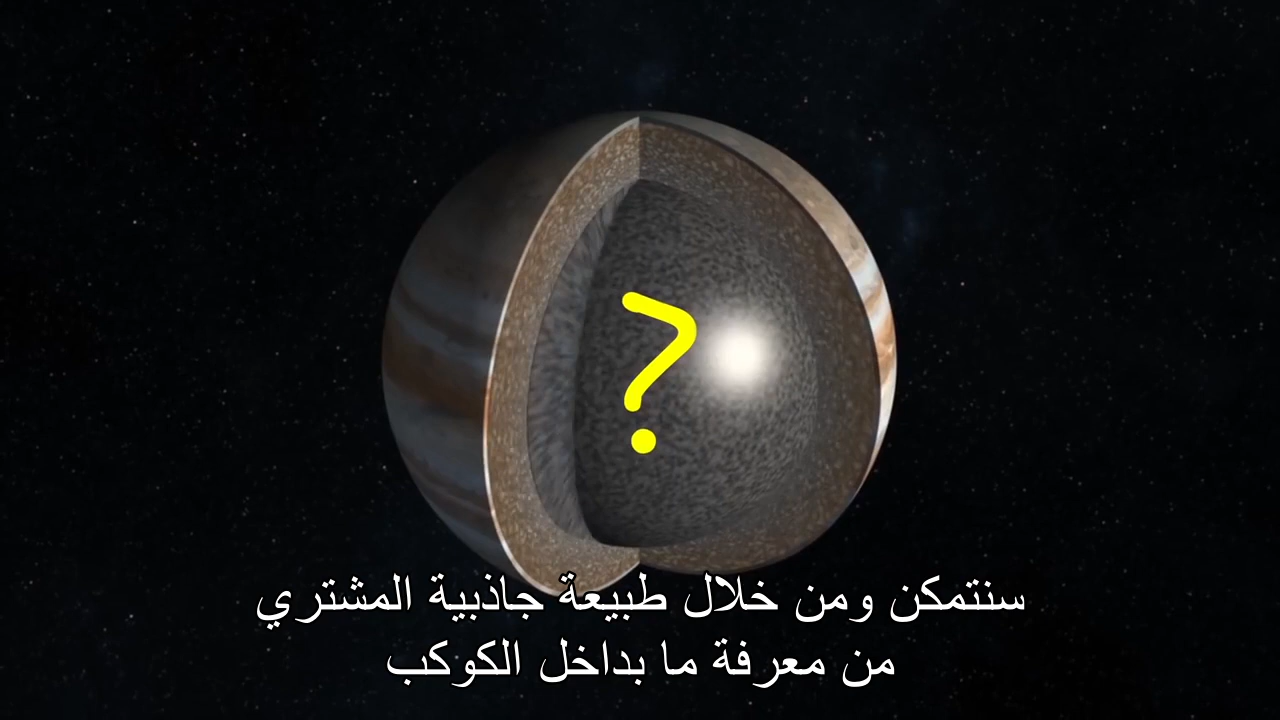 ?
سنتمكن ومن خلال طبيعة جاذبية المشتري
من معرفة ما بداخل الكوكب